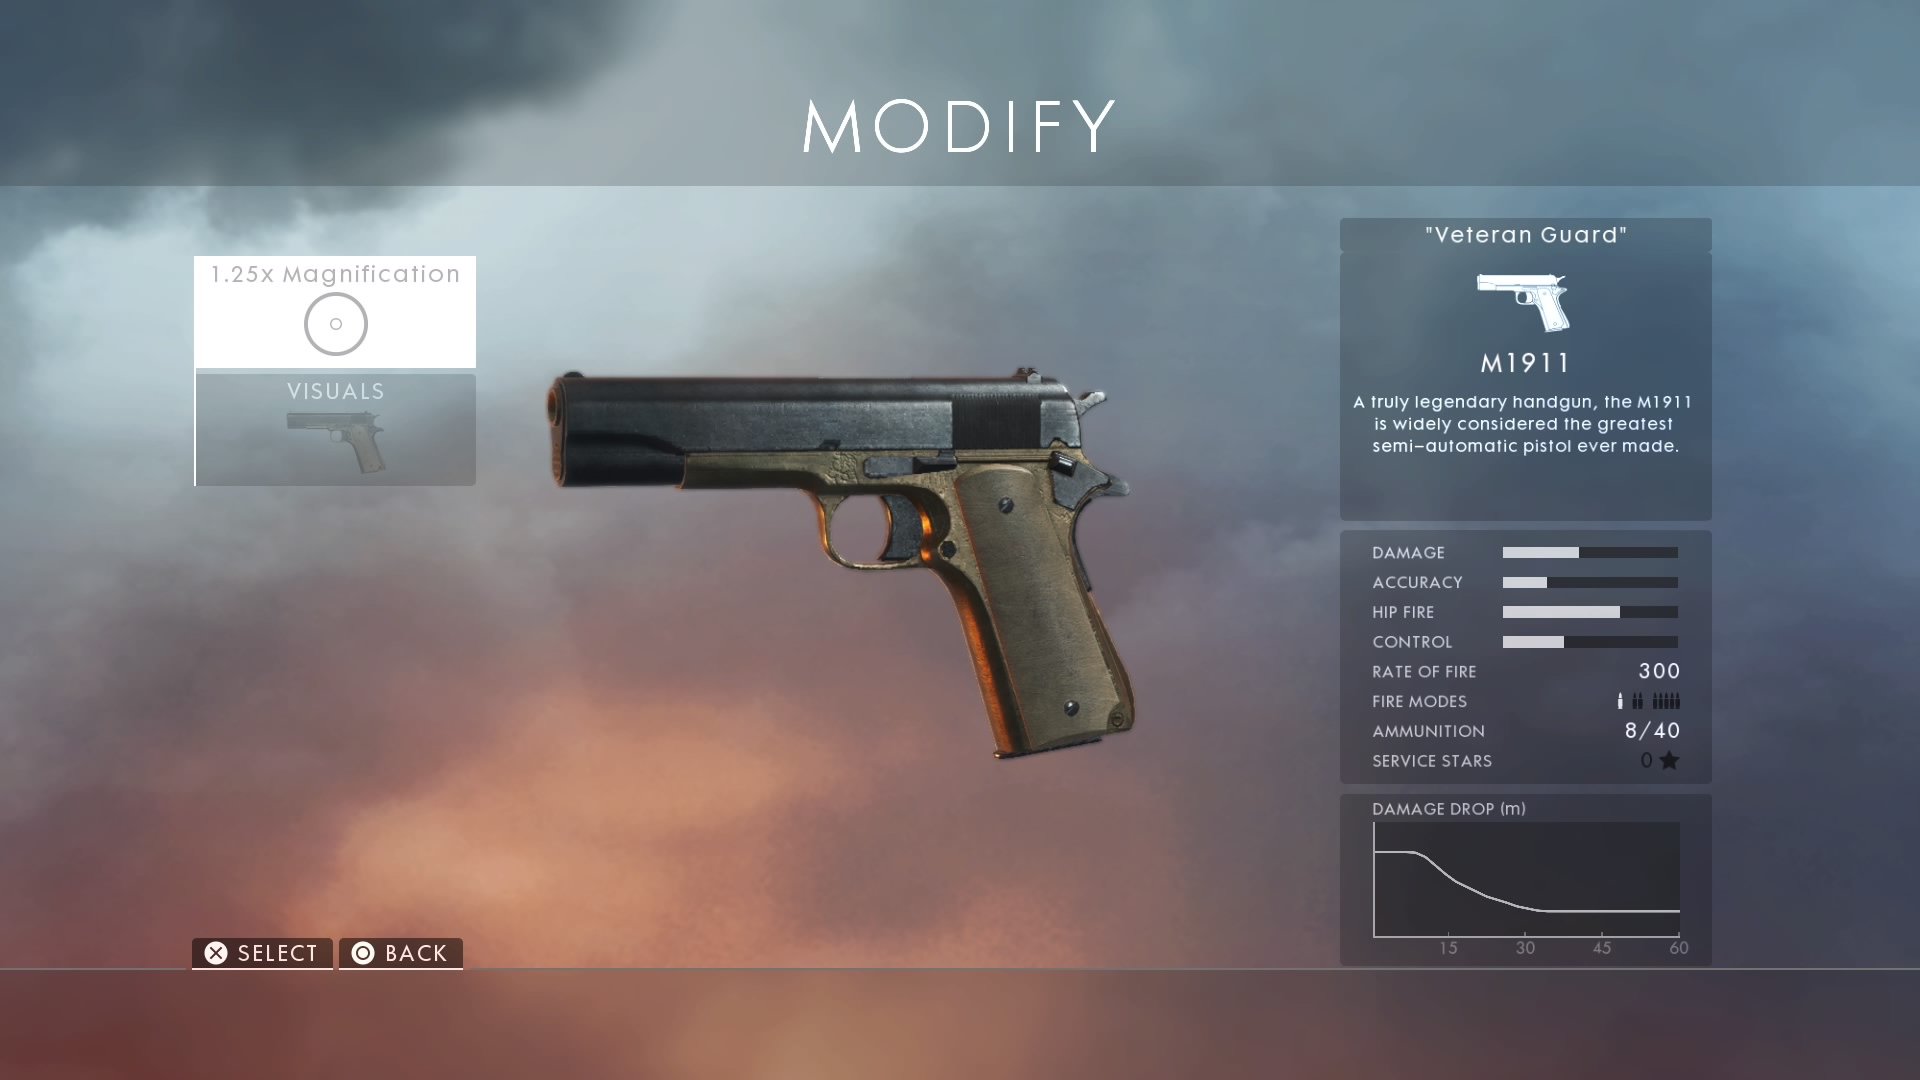 MODIFY
1.25x Magnification
VISUALS
"Veteran Guard"
M1911
A truly legendary handgun, the M1911
is widely considered the greatest
semi-automatic pistol ever made.
DAMAGE
ACCURACY
HIP FIRE
CONTROL
RATE OF FIRE 300
FIRE MODES
AMMUNITION 8/40
SERVICE STARS 0
DAMAGE DROP (m)
15 30 45 60
SELECT BACK